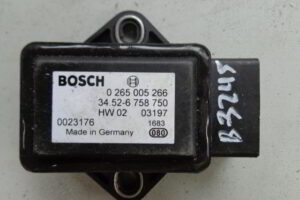 BOSCH
0 265 005 266
34.52-6 758 750
HW 02 03197
0023176 1683
Made in Germany 080
B3245